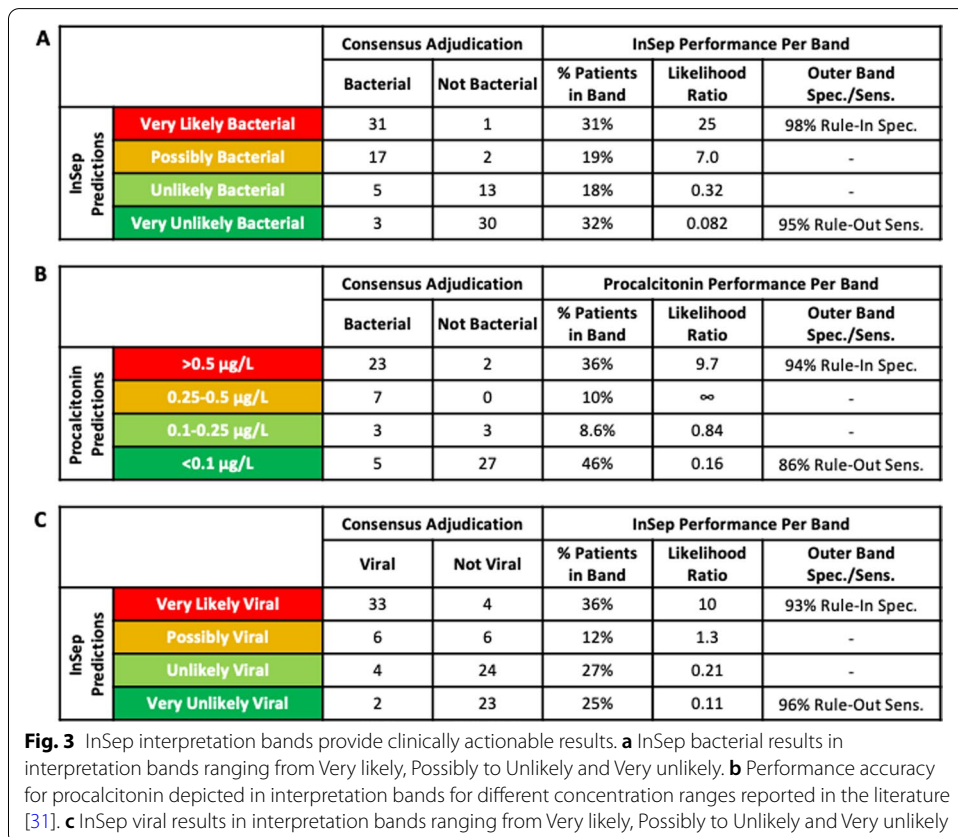 A
Consensus Adjudication InSep Performance Per Band
Bacterial Not Bacterial % Patients in Band Likelihood Ratio Outer Band Spec./Sens.
InSep Predictions
Very Likely Bacterial 31 1 31% 25 98% Rule-In Spec.
Possibly Bacterial 17 2 19% 7.0 -
Unlikely Bacterial 5 13 18% 0.32 -
Very Unlikely Bacterial 3 30 32% 0.082 95% Rule-Out Sens.
B
Consensus Adjudication Procalcitonin Performance Per Band
Bacterial Not Bacterial % Patients in Band Likelihood Ratio Outer Band Spec./Sens.
Procalcitonin Predictions
>0.5 µg/L 23 2 36% 9.7 94% Rule-In Spec.
0.25-0.5 µg/L 7 0 10% ∞ -
0.1-0.25 µg/L 3 3 8.6% 0.84 -
<0.1 µg/L 5 27 46% 0.16 86% Rule-Out Sens.
C
Consensus Adjudication InSep Performance Per Band
Viral Not Viral % Patients in Band Likelihood Ratio Outer Band Spec./Sens.
InSep Predictions
Very Likely Viral 33 4 36% 10 93% Rule-In Spec.
Possibly Viral 6 6 12% 1.3 -
Unlikely Viral 4 24 27% 0.21 -
Very Unlikely Viral 2 23 25% 0.11 96% Rule-Out Sens.
Fig. 3 InSep interpretation bands provide clinically actionable results. a InSep bacterial results in
interpretation bands ranging from Very likely, Possibly to Unlikely and Very unlikely. b Performance accuracy
for procalcitonin depicted in interpretation bands for different concentration ranges reported in the literature
[31]. c InSep viral results in interpretation bands ranging from Very likely, Possibly to Unlikely and Very unlikely